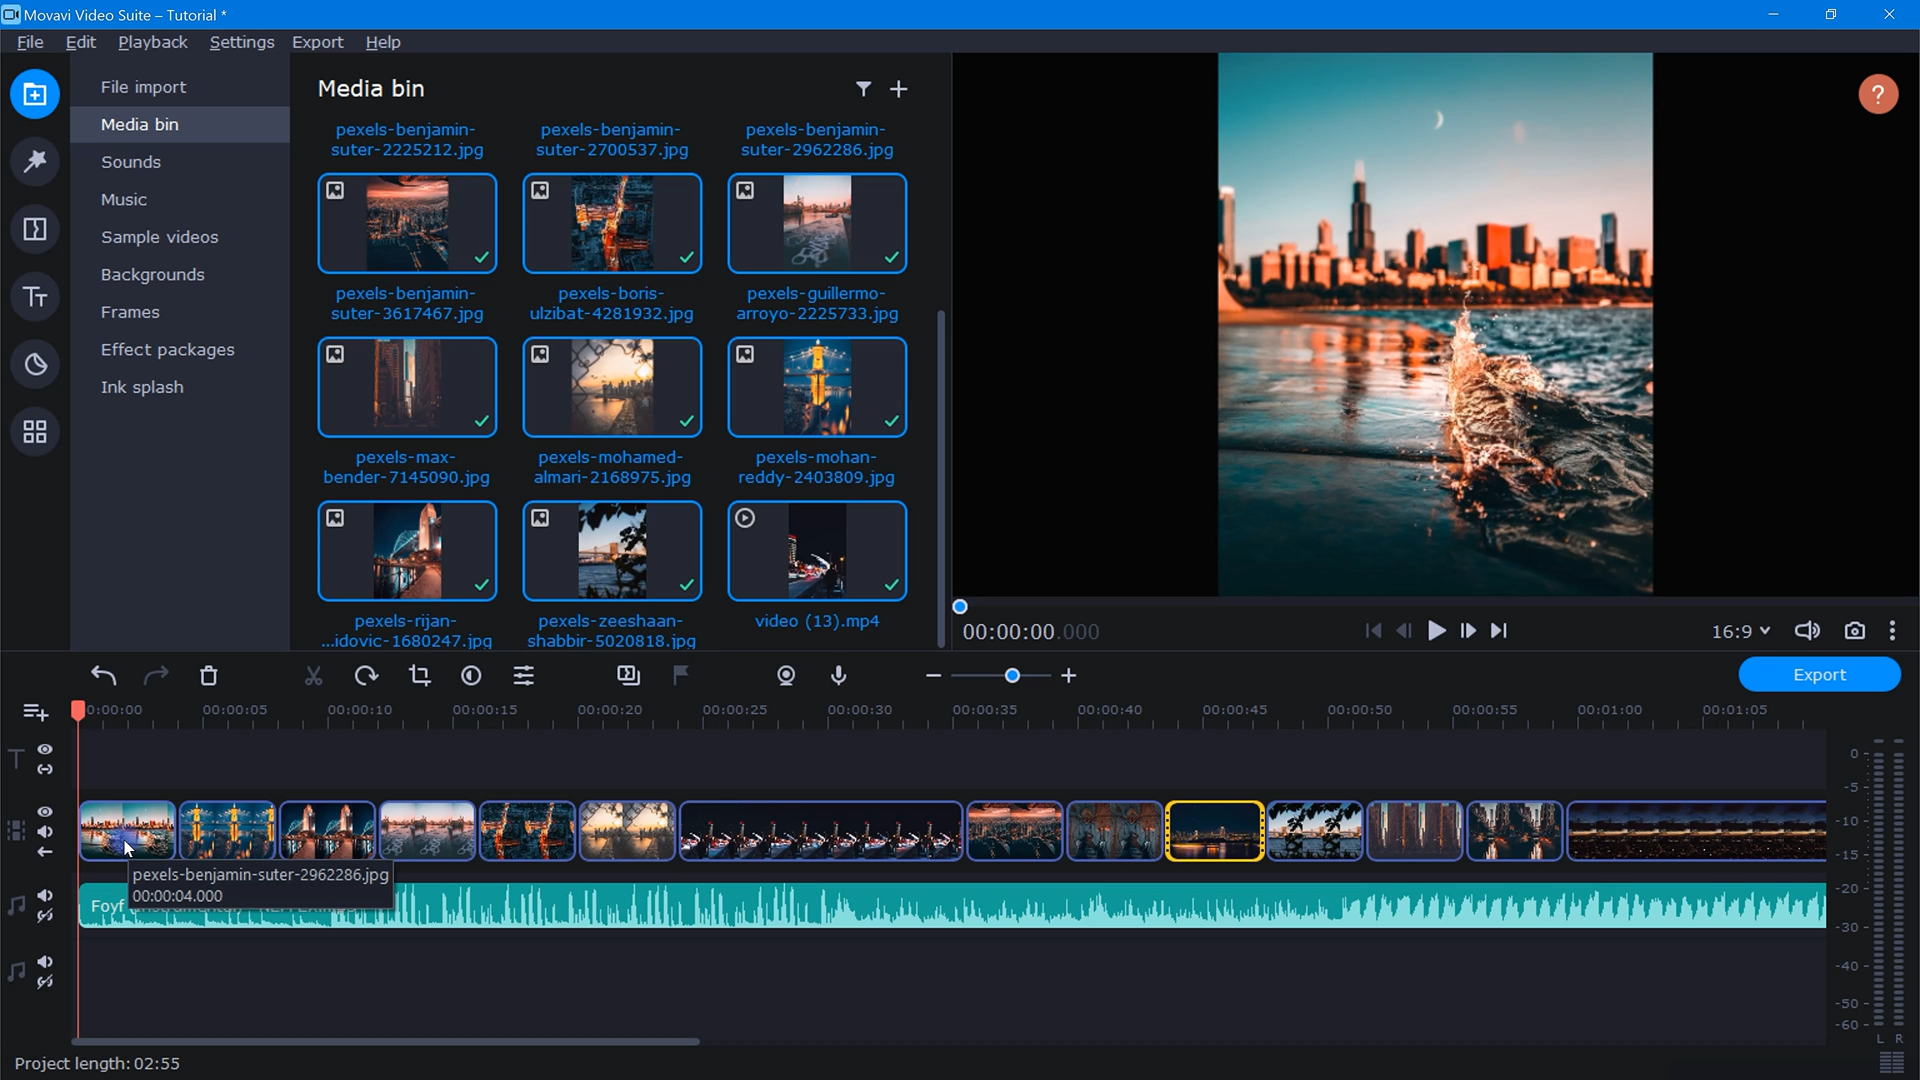 Movavi Video Suite – Tutorial *
File Edit Playback Settings Export Help
File import
Media bin
Sounds
Music
Sample videos
Backgrounds
Frames
Effect packages
Ink splash
Media bin
pexels-benjamin-
suter-2225212.jpg
pexels-benjamin-
suter-2700537.jpg
pexels-benjamin-
suter-2962286.jpg
pexels-benjamin-
suter-3617467.jpg
pexels-boris-
ulzibat-4281932.jpg
pexels-guillermo-
arroyo-2225733.jpg
pexels-max-
bender-7145090.jpg
pexels-mohamed-
almari-2168975.jpg
pexels-mohan-
reddy-2403809.jpg
pexels-rijan-
...idovic-1680247.jpg
pexels-zeeshaan-
shabbir-5020818.jpg
video (13).mp4
?
00:00:00.000
16:9
Export
0:00:00 00:00:05 00:00:10 00:00:15 00:00:20 00:00:25 00:00:30 00:00:35 00:00:40 00:00:45 00:00:50 00:00:55 00:01:00 00:01:05
pexels-benjamin-suter-2962286.jpg
00:00:04.000
Foyf
0
-5
-10
-15
-20
-30
-40
-50
-60
L R
Project length: 02:55